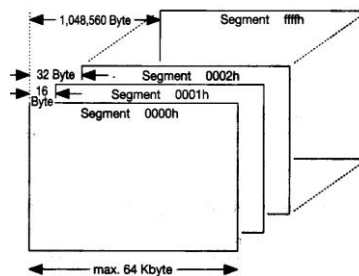 1,048,560 Byte
Segment ffffh
32 Byte
Segment 0002h
16 Byte
Segment 0001h
Segment 0000h
max. 64 Kbyte